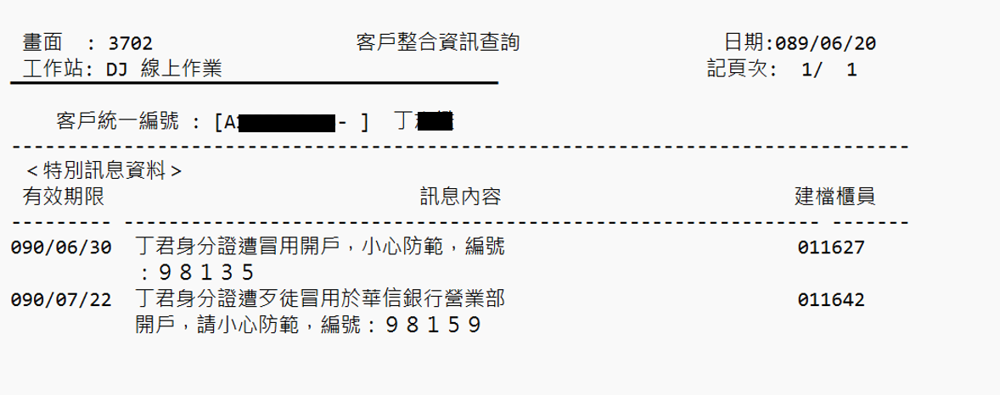 畫面  : 3702 客戶整合資訊查詢 日期:089/06/20
工作站: DJ 線上作業 記頁次:  1/  1
客戶統一編號 : [A - ] 丁
＜特別訊息資料＞
有效期限 訊息內容 建檔櫃員
090/06/30 丁君身分證遭冒用開戶，小心防範，編號 011627
：９８１３５
090/07/22 丁君身分證遭歹徒冒用於華信銀行營業部 011642
開戶，請小心防範，編號：９８１５９